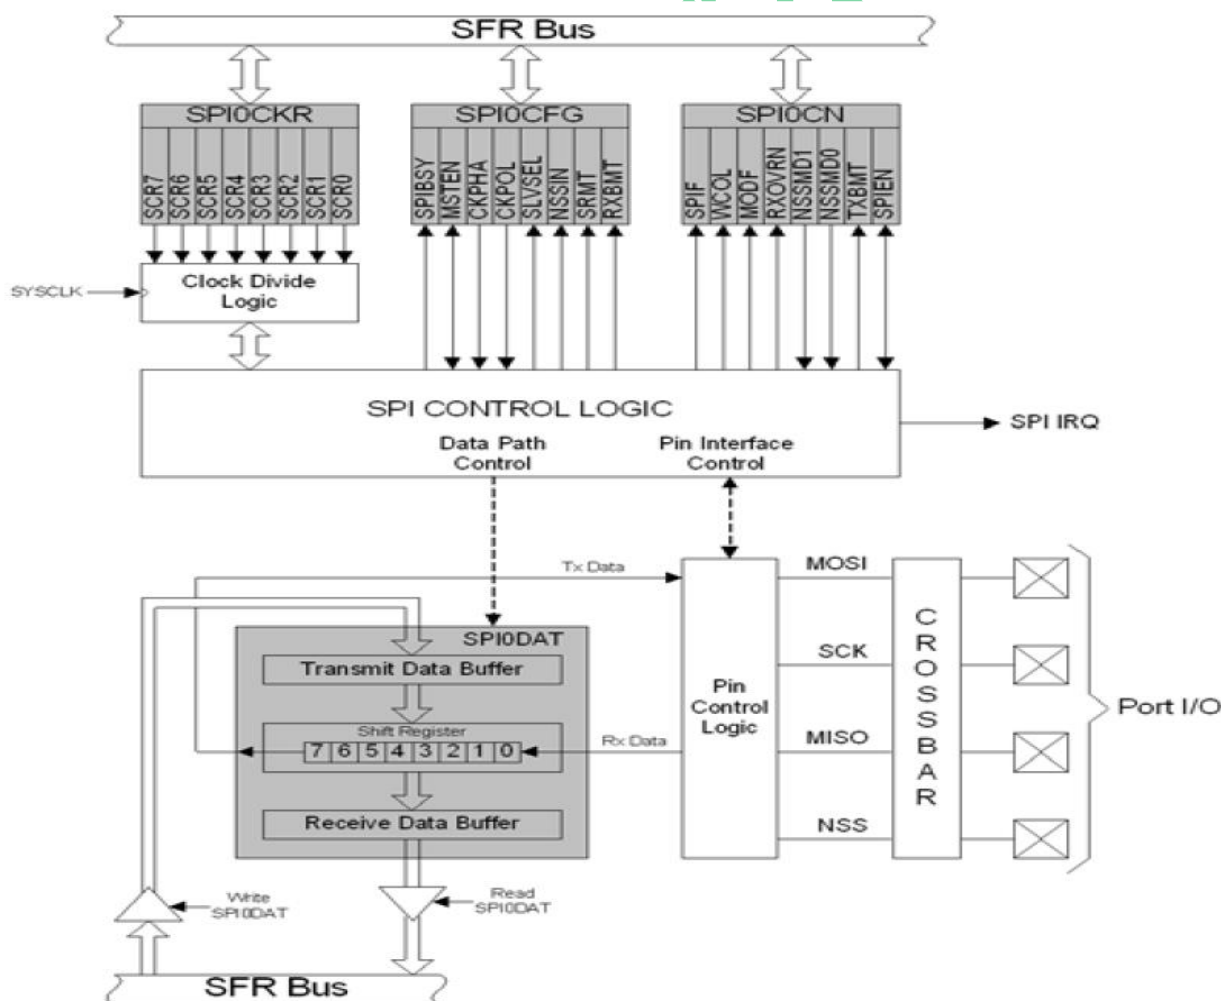 SFR Bus
SPI0CKR
SPI0CFG
SPI0CN
SCR7
SCR6
SCR5
SCR4
SCR3
SCR2
SCR1
SCR0
SPIBSY
MSTEN
CKPHA
CKPOL
SLVSEL
NSSIN
SRMT
RXBMT
SPIF
WCOL
MODF
RXOVRN
NSSMD1
NSSMD0
TXBMT
SPIEN
SYSCLK
Clock Divide
Logic
SPI CONTROL LOGIC
Data Path
Control
Pin Interface
Control
SPI IRQ
Tx Data
SPI0DAT
Transmit Data Buffer
Shift Register
7 6 5 4 3 2 1 0
Rx Data
Receive Data Buffer
Pin
Control
Logic
MOSI
SCK
MISO
NSS
CROSSBAR
Port I/O
Write
SPI0DAT
Read
SPI0DAT
SFR Bus